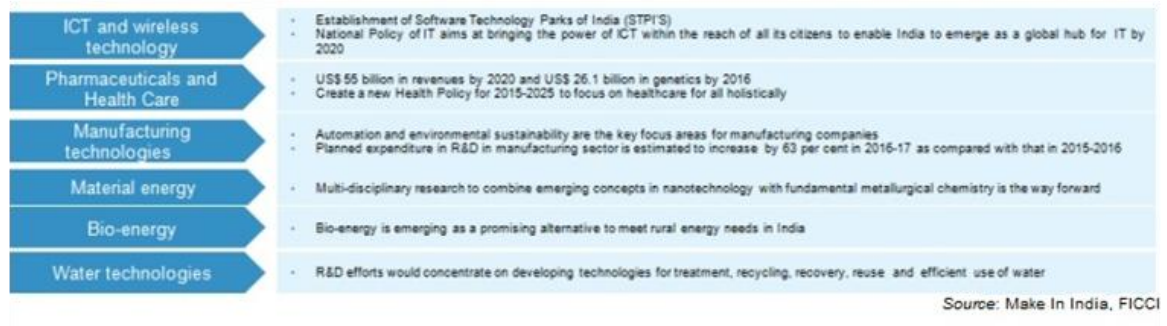 ICT and wireless
technology
• Establishment of Software Technology Parks of India (STPI'S)
• National Policy of IT aims at bringing the power of ICT within the reach of all its citizens to enable India to emerge as a global hub for IT by
2020
Pharmaceuticals and
Health Care
• US$ 55 billion in revenues by 2020 and US$ 26.1 billion in genetics by 2016
• Create a new Health Policy for 2015-2025 to focus on healthcare for all holistically
Manufacturing
technologies
• Automation and environmental sustainability are the key focus areas for manufacturing companies
• Planned expenditure in R&D in manufacturing sector is estimated to increase by 63 per cent in 2016-17 as compared with that in 2015-2016
Material energy
• Multi-disciplinary research to combine emerging concepts in nanotechnology with fundamental metallurgical chemistry is the way forward
Bio-energy
• Bio-energy is emerging as a promising alternative to meet rural energy needs in India
Water technologies
• R&D efforts would concentrate on developing technologies for treatment, recycling, recovery, reuse and efficient use of water
Source: Make In India, FICCI